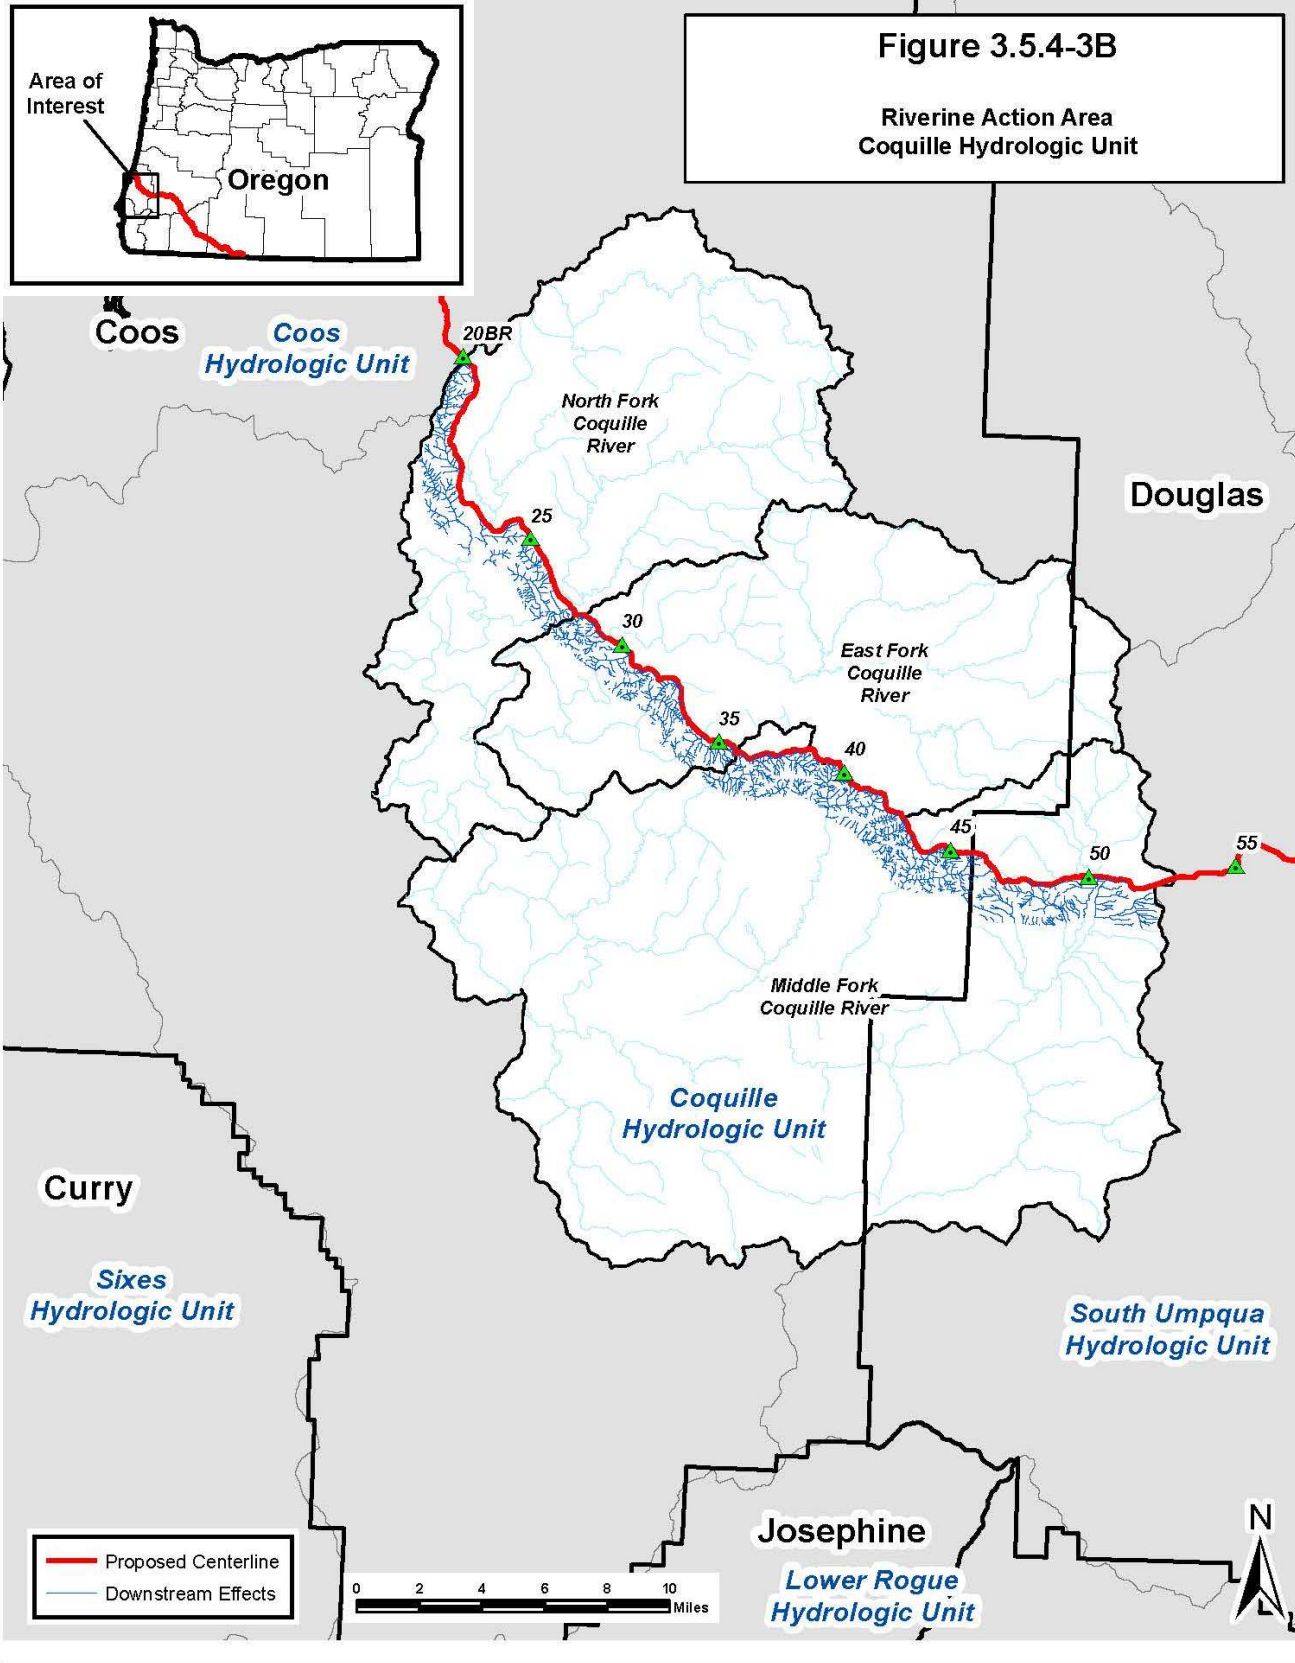 Figure 3.5.4-3B
Riverine Action Area
Coquille Hydrologic Unit
Area of
Interest
Oregon
Coos
Coos
Hydrologic Unit
20BR
North Fork
Coquille
River
Douglas
25
30
East Fork
Coquille
River
35
40
45
50
55
Middle Fork
Coquille River
Coquille
Hydrologic Unit
Curry
Sixes
Hydrologic Unit
South Umpqua
Hydrologic Unit
Josephine
Lower Rogue
Hydrologic Unit
N
Proposed Centerline
Downstream Effects
0 2 4 6 8 10
Miles